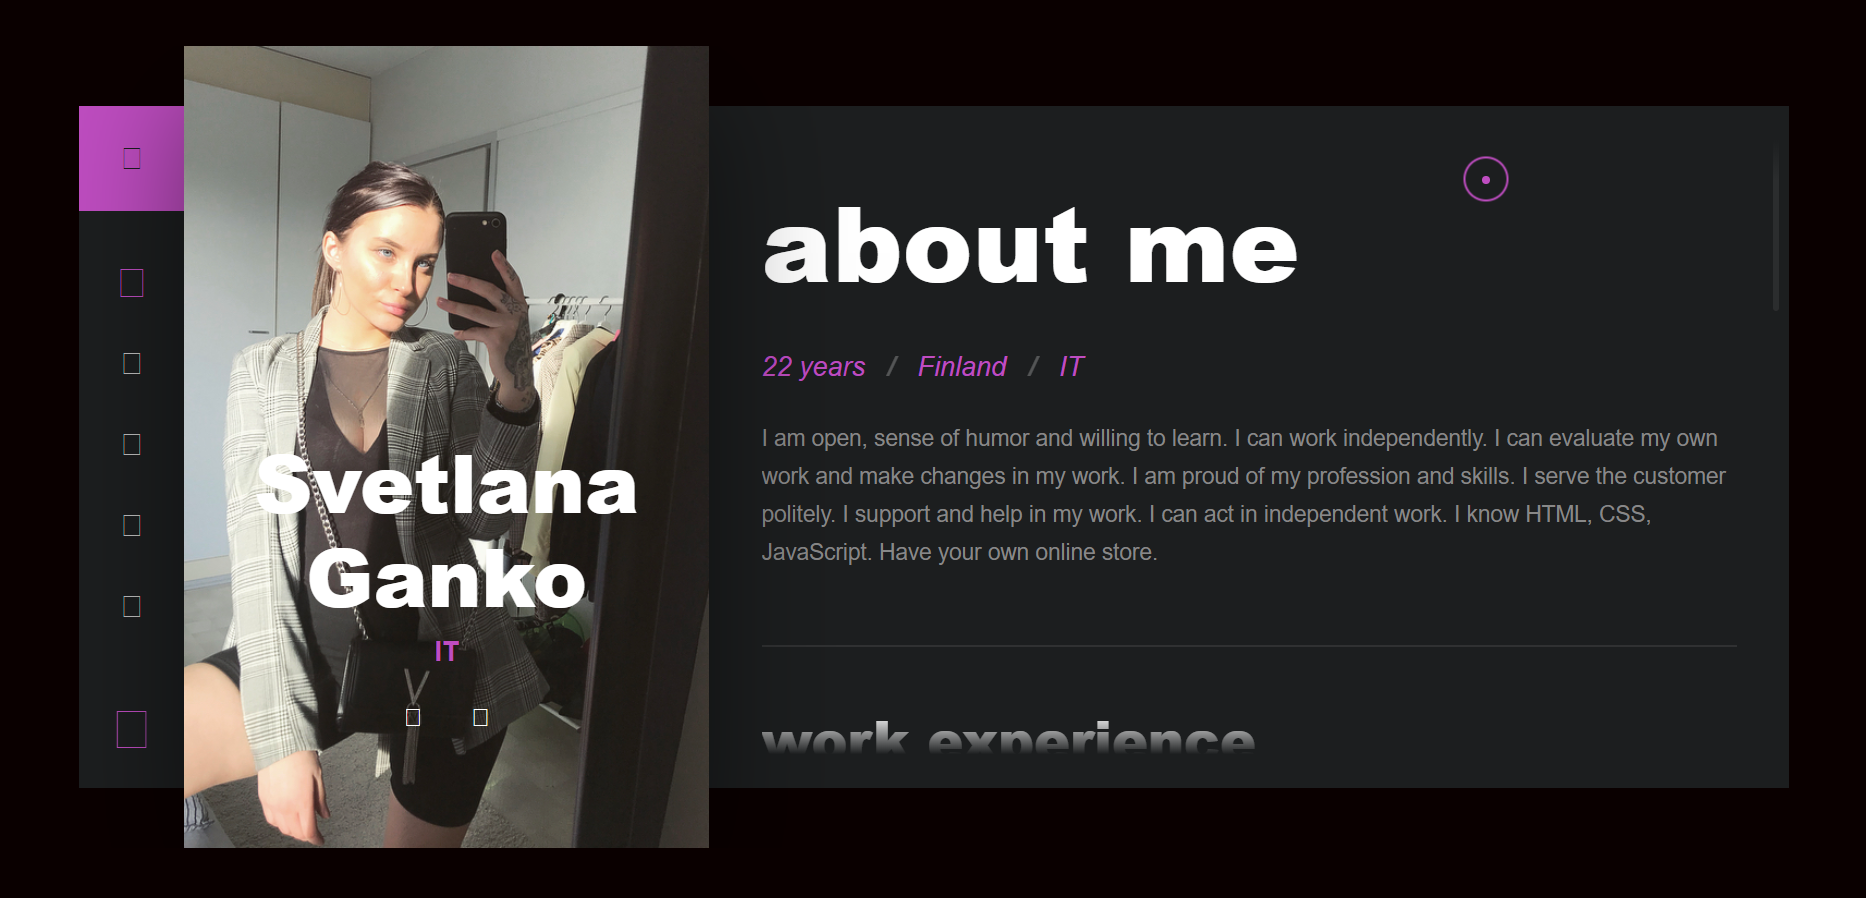 Svetlana
Ganko
IT
about me
22 years / Finland / IT
I am open, sense of humor and willing to learn. I can work independently. I can evaluate my own
work and make changes in my work. I am proud of my profession and skills. I serve the customer
politely. I support and help in my work. I can act in independent work. I know HTML, CSS,
JavaScript. Have your own online store.
work experience